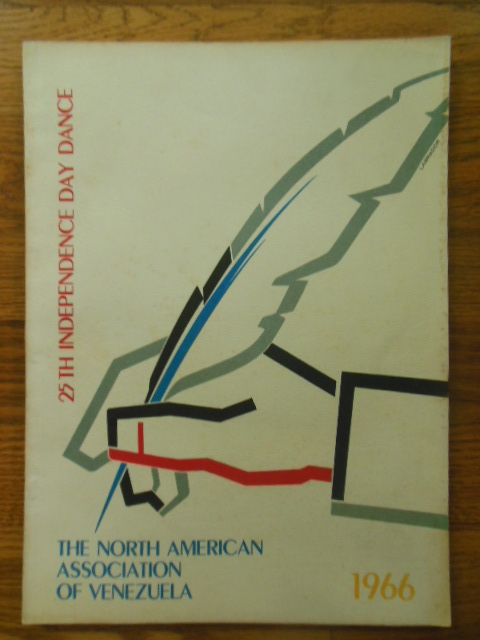 25TH INDEPENDENCE DAY DANCE
THE NORTH AMERICAN
ASSOCIATION
OF VENEZUELA
1966